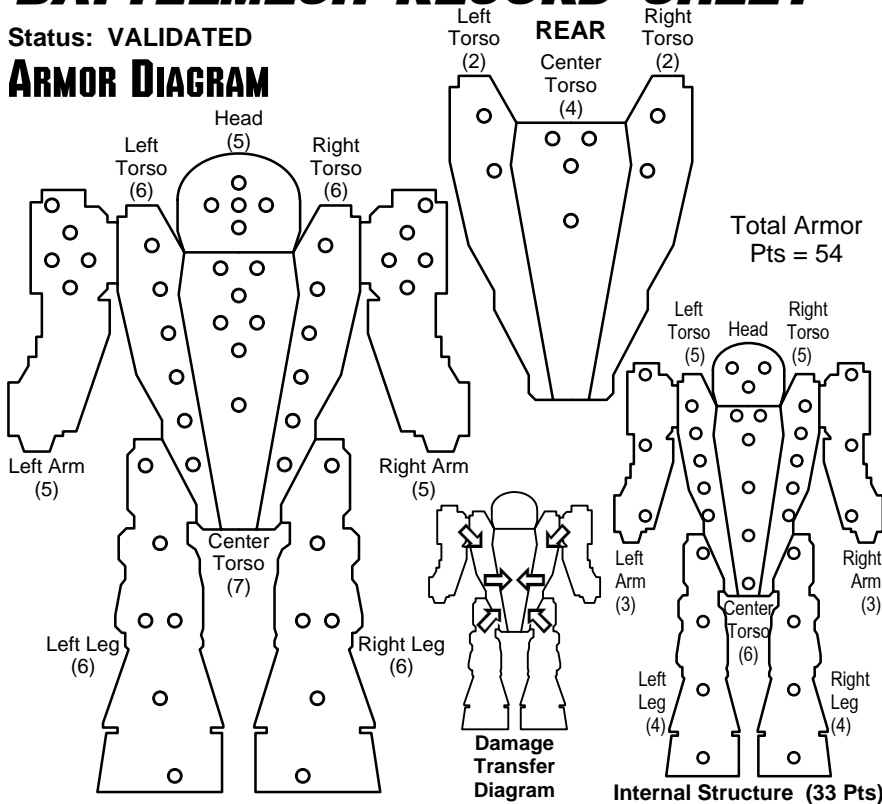 BATTLEMECH RECORD SHEET
Status: VALIDATED
ARMOR DIAGRAM
Left
Torso
(2)
REAR
Right
Torso
(2)
Center
Torso
(4)
Head
(5)
Left
Torso
(6)
Right
Torso
(6)
Total Armor
Pts = 54
Left Arm
(5)
Right Arm
(5)
Center
Torso
(7)
Left Leg
(6)
Right Leg
(6)
Left
Torso
(5)
Head
Right
Torso
(5)
Left
Arm
(3)
Right
Arm
(3)
Center
Torso
(6)
Left
Leg
(4)
Right
Leg
(4)
Damage
Transfer
Diagram
Internal Structure (33 Pts)